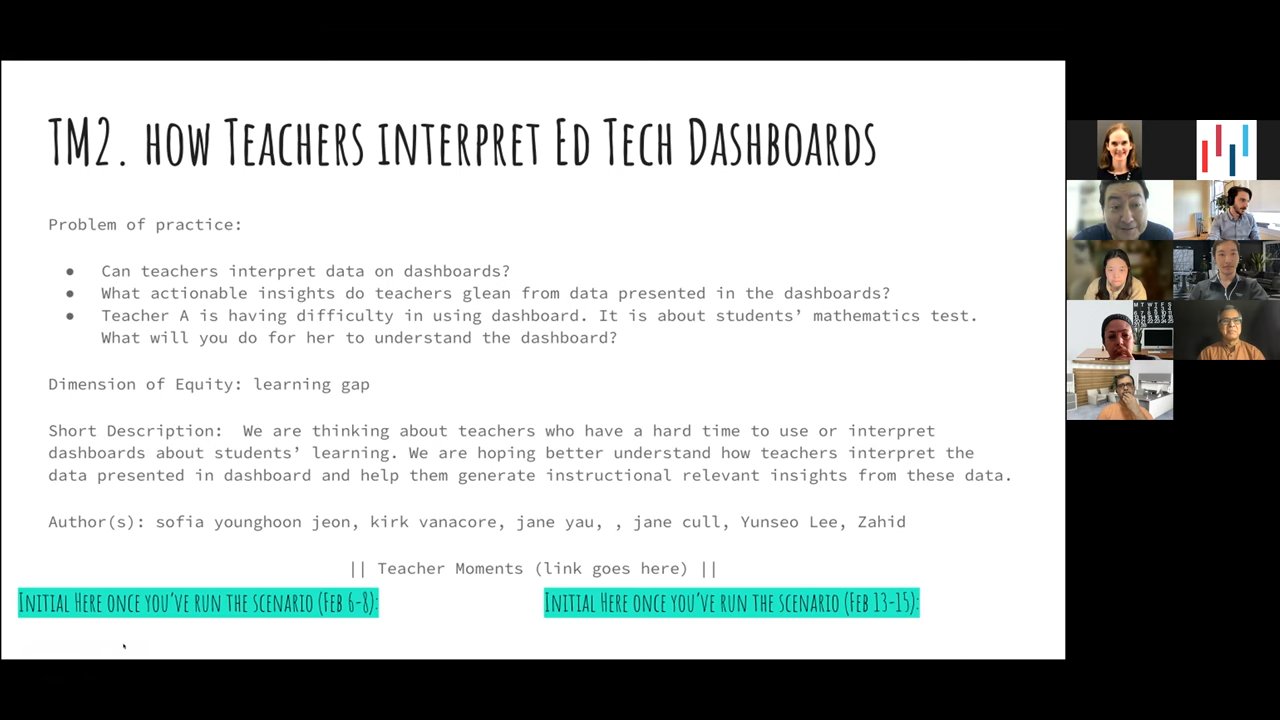 TM2. how Teachers interpret Ed Tech Dashboards
Problem of practice:
● Can teachers interpret data on dashboards?
● What actionable insights do teachers glean from data presented in the dashboards?
● Teacher A is having difficulty in using dashboard. It is about students’ mathematics test.
What will you do for her to understand the dashboard?
Dimension of Equity: learning gap
Short Description:  We are thinking about teachers who have a hard time to use or interpret
dashboards about students’ learning. We are hoping better understand how teachers interpret the
data presented in dashboard and help them generate instructional relevant insights from these data.
Author(s): sofia younghoon jeon, kirk vanacore, jane yau, , jane cull, Yunseo Lee, Zahid
|| Teacher Moments (link goes here) ||
Initial Here once you’ve run the scenario (Feb 6-8):
Initial Here once you’ve run the scenario (Feb 13-15):
M T W T F S